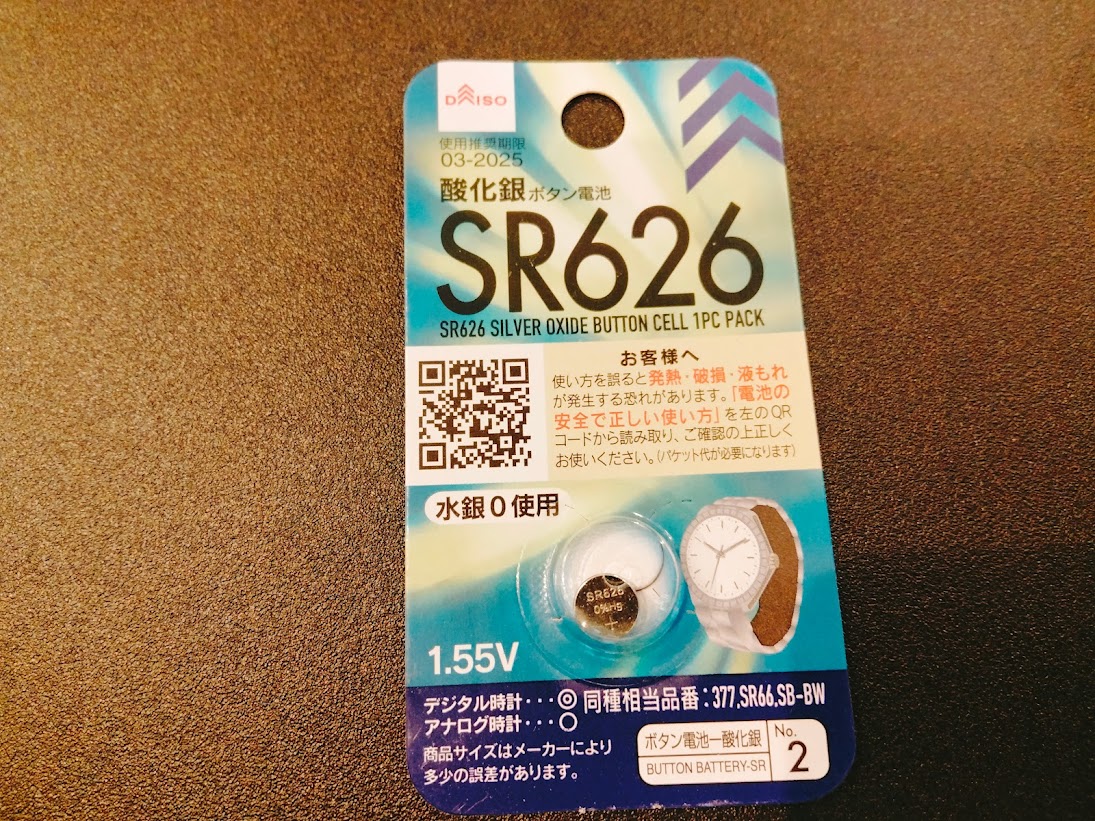 DAISO
使用推奨期限
03-2025
酸化銀ボタン電池
SR626
SR626 SILVER OXIDE BUTTON CELL 1PC PACK
お客様へ
使い方を誤ると発熱・破損・液もれ
が発生する恐れがあります。「電池の
安全で正しい使い方」を左のQR
コードから読み取り、ご確認の上正しく
お使いください。(パケット代が必要になります)
水銀0使用
SR626
0%Hg
+
1.55V
デジタル時計・・・◎
アナログ時計・・・○
同種相当品番:377,SR66,SB-BW
商品サイズはメーカーにより
多少の誤差があります。
ボタン電池ー酸化銀
BUTTON BATTERY-SR
No.
2